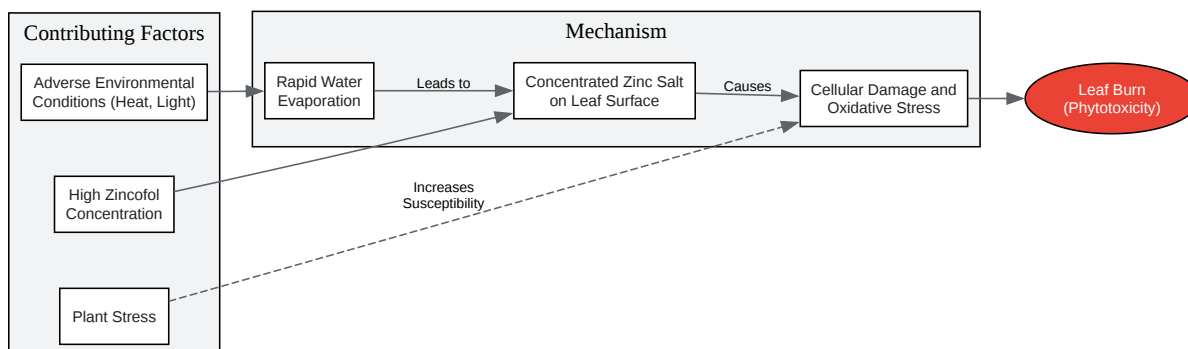 Contributing Factors
Adverse Environmental
Conditions (Heat, Light)
High Zincofol
Concentration
Plant Stress
Mechanism
Rapid Water
Evaporation
Leads to
Concentrated Zinc Salt
on Leaf Surface
Causes
Cellular Damage and
Oxidative Stress
Increases
Susceptibility
Leaf Burn
(Phytotoxicity)